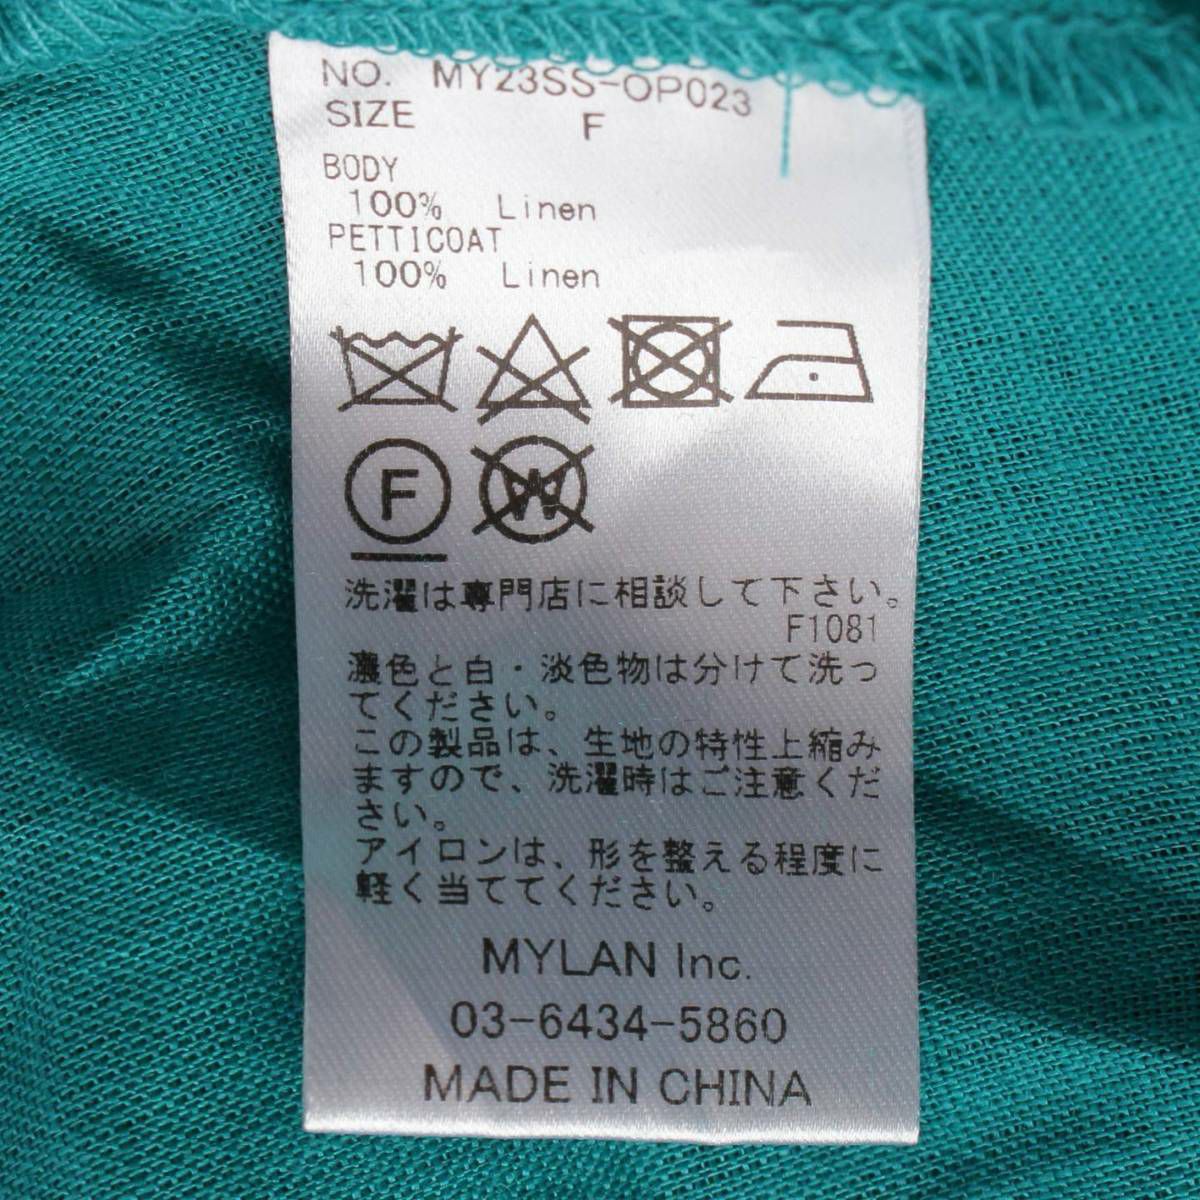 NO. MY23SS-OP023
SIZE F
BODY
100% Linen
PETTICOAT
100% Linen
F W
洗濯は専門店に相談して下さい。
F1081
濃色と白・淡色物は分けて洗っ
てください。
この製品は、生地の特性上縮み
ますので、洗濯時はご注意くだ
さい。
アイロンは、形を整える程度に
軽く当ててください。
MYLAN Inc.
03-6434-5860
MADE IN CHINA